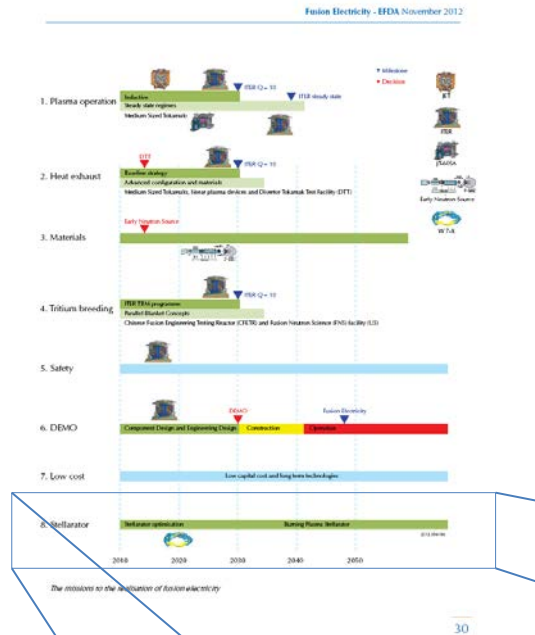 Fusion Electricity - EFDA November 2012
Milestone
Decision
JET
ITER
JT60SA
Early Neutron Source
W7-X
1. Plasma operation
Inductive
Steady state regimes
Medium Sized Tokamaks
ITER Q = 10
ITER steady state
2. Heat exhaust
DTT
Baseline strategy
Advanced configuration and materials
Medium Sized Tokamaks, linear plasma devices and Divertor Tokamak Test Facility (DTT)
ITER Q = 10
3. Materials
Early Neutron Source
4. Tritium breeding
ITER TBM programme
Parallel Blanket Concepts
Chinese Fusion Engineering Testing Reactor (CFETR) and Fusion Neutron Science (FNS) facility (US)
ITER Q = 10
5. Safety
6. DEMO
DEMO
Fusion Electricity
Component Design and Engineering Design
Construction
Operation
7. Low cost
Low capital cost and long term technologies
8. Stellarator
Stellarator optimisation
Burning Plasma Stellarator
2010 2020 2030 2040 2050
The missions to the realisation of fusion electricity
30